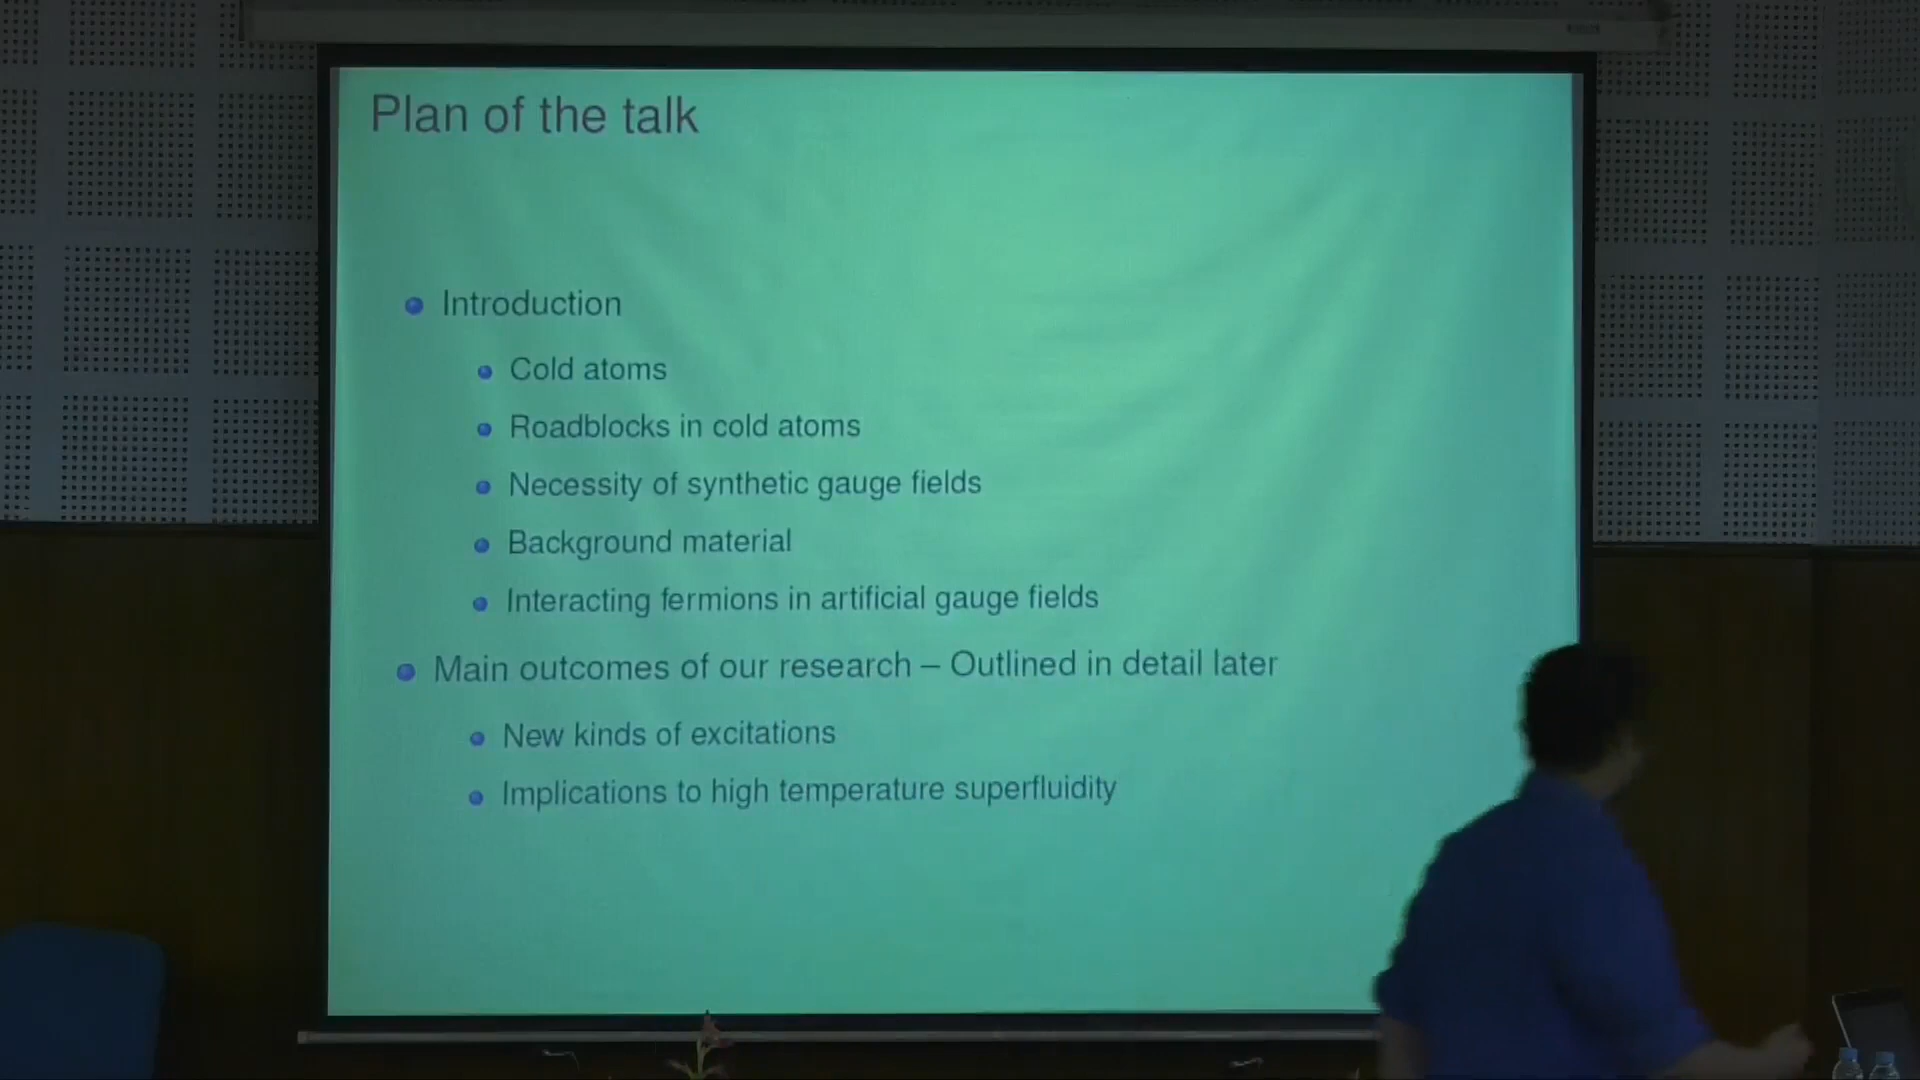 Plan of the talk
Introduction
Cold atoms
Roadblocks in cold atoms
Necessity of synthetic gauge fields
Background material
Interacting fermions in artificial gauge fields
Main outcomes of our research – Outlined in detail later
New kinds of excitations
Implications to high temperature superfluidity